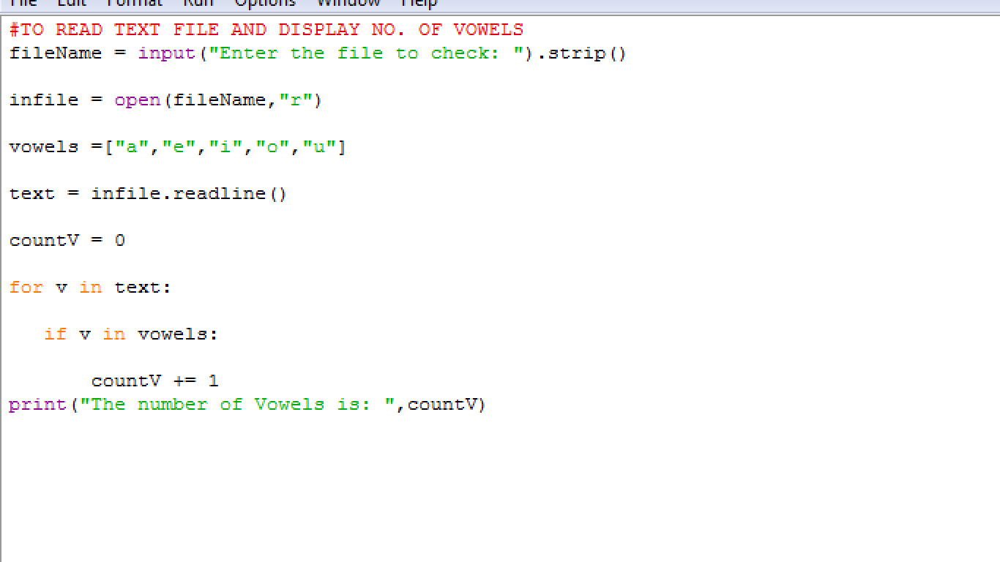 File Edit Format Run Options Window Help
#TO READ TEXT FILE AND DISPLAY NO. OF VOWELS
fileName = input("Enter the file to check: ").strip()
infile = open(fileName,"r")
vowels =["a","e","i","o","u"]
text = infile.readline()
countV = 0
for v in text:
   if v in vowels:
       countV += 1
print("The number of Vowels is: ",countV)